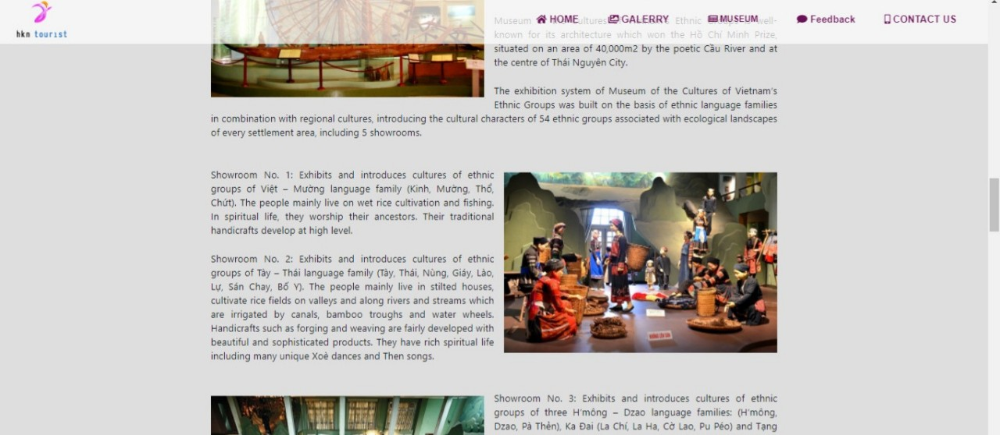 hkn tourist
HOME
GALERRY
MUSEUM
Feedback
CONTACT US
Museum of the Cultures of Vietnam's Ethnic Groups is well-
known for its architecture which won the Hồ Chí Minh Prize,
situated on an area of 40,000m2 by the poetic Cầu River and at
the centre of Thái Nguyên City.
The exhibition system of Museum of the Cultures of Vietnam's
Ethnic Groups was built on the basis of ethnic language families
in combination with regional cultures, introducing the cultural characters of 54 ethnic groups associated with ecological landscapes
of every settlement area, including 5 showrooms.
Showroom No. 1: Exhibits and introduces cultures of ethnic
groups of Việt – Mường language family (Kinh, Mường, Thổ,
Chứt). The people mainly live on wet rice cultivation and fishing.
In spiritual life, they worship their ancestors. Their traditional
handicrafts develop at high level.
Showroom No. 2: Exhibits and introduces cultures of ethnic
groups of Tày – Thái language family (Tày, Thái, Nùng, Giáy, Lào,
Lự, Sán Chay, Bố Y). The people mainly live in stilted houses,
cultivate rice fields on valleys and along rivers and streams which
are irrigated by canals, bamboo troughs and water wheels.
Handicrafts such as forging and weaving are fairly developed with
beautiful and sophisticated products. They have rich spiritual life
including many unique Xoè dances and Then songs.
Showroom No. 3: Exhibits and introduces cultures of ethnic
groups of three H'mông – Dzao language families: (H'mông,
Dzao, Pà Thẻn), Ka Đai (La Chí, La Ha, Cờ Lao, Pu Péo) and Tạng